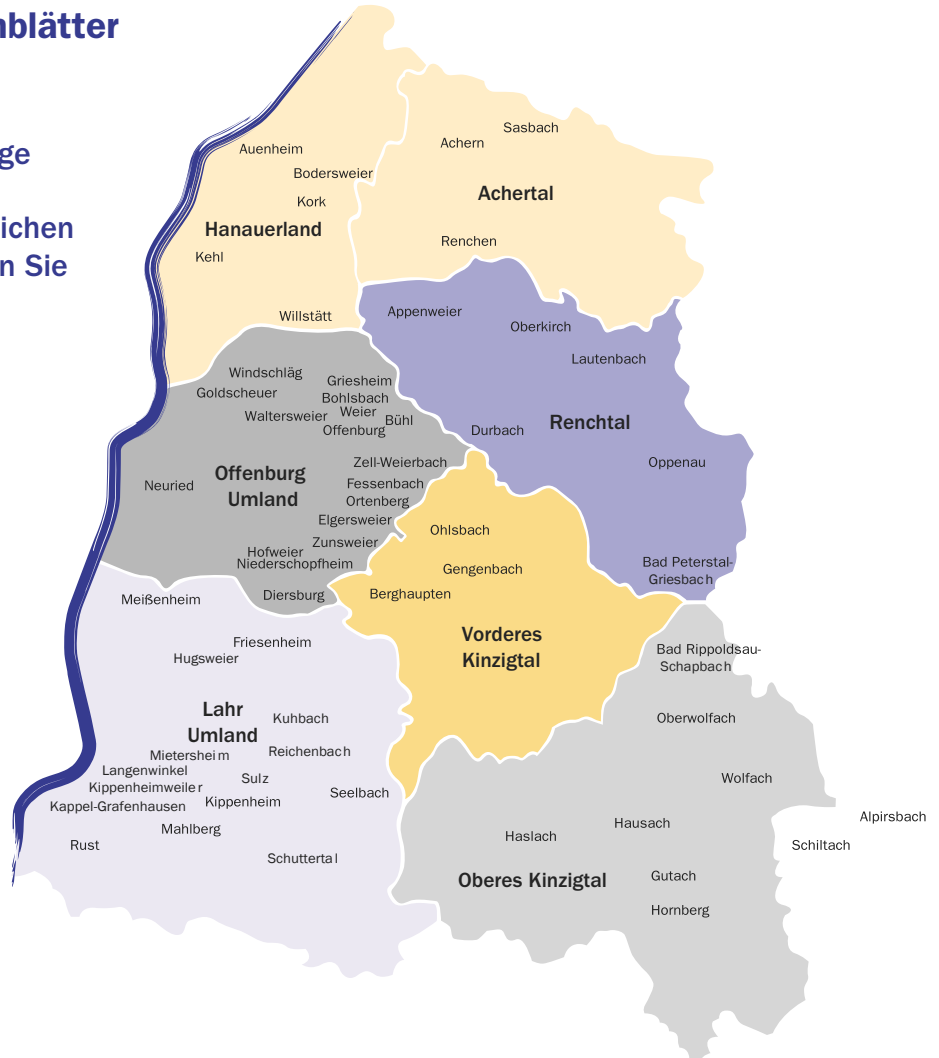 nblätter
ge
ichen
n Sie
Sasbach
Achern
Auenheim
Bodersweier
Achertal
Kork
Hanauerland
Renchen
Kehl
Willstätt
Appenweier
Oberkirch
Lautenbach
Windschläg
Griesheim
Goldscheuer
Bohlsbach
Waltersweier
Weier
Bühl
Offenburg
Durbach
Renchtal
Zell-Weierbach
Oppenau
Offenburg
Umland
Neuried
Fessenbach
Ortenberg
Elgersweier
Ohlsbach
Zunsweier
Hofweier
Niederschopfheim
Gengenbach
Bad Peterstal-
Griesbach
Diersburg
Berghaupten
Meißenheim
Vorderes
Kinzigtal
Friesenheim
Hugsweier
Bad Rippoldsau-
Schapbach
Lahr
Umland
Kuhbach
Oberwolfach
Reichenbach
Mietersheim
Langenwinkel
Sulz
Wolfach
Kippenheimweiler
Seelbach
Kappel-Grafenhausen
Kippenheim
Alpirsbach
Mahlberg
Hausach
Haslach
Rust
Schiltach
Schuttertal
Gutach
Oberes Kinzigtal
Hornberg